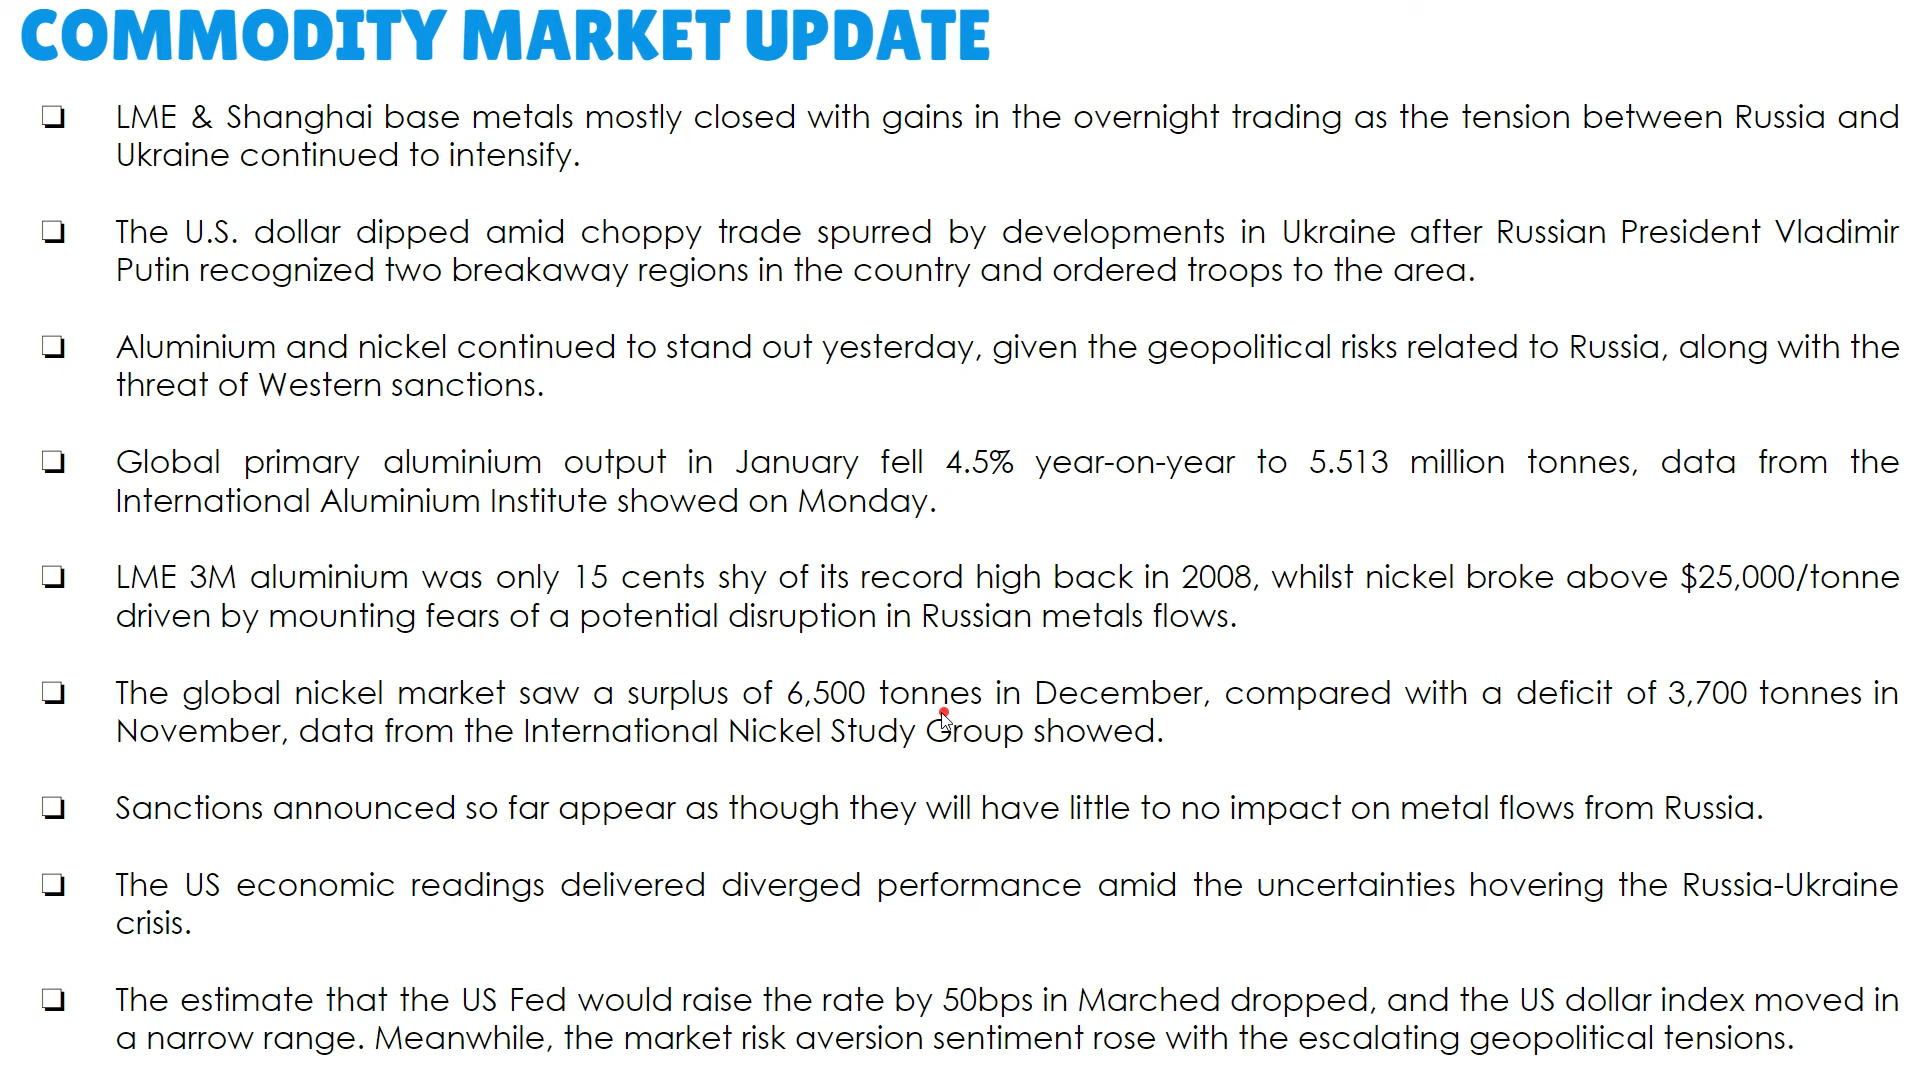 COMMODITY MARKET UPDATE
LME & Shanghai base metals mostly closed with gains in the overnight trading as the tension between Russia and
Ukraine continued to intensify.
The U.S. dollar dipped amid choppy trade spurred by developments in Ukraine after Russian President Vladimir
Putin recognized two breakaway regions in the country and ordered troops to the area.
Aluminium and nickel continued to stand out yesterday, given the geopolitical risks related to Russia, along with the
threat of Western sanctions.
Global primary aluminium output in January fell 4.5% year-on-year to 5.513 million tonnes, data from the
International Aluminium Institute showed on Monday.
LME 3M aluminium was only 15 cents shy of its record high back in 2008, whilst nickel broke above $25,000/tonne
driven by mounting fears of a potential disruption in Russian metals flows.
The global nickel market saw a surplus of 6,500 tonnes in December, compared with a deficit of 3,700 tonnes in
November, data from the International Nickel Study Group showed.
Sanctions announced so far appear as though they will have little to no impact on metal flows from Russia.
The US economic readings delivered diverged performance amid the uncertainties hovering the Russia-Ukraine
crisis.
The estimate that the US Fed would raise the rate by 50bps in Marched dropped, and the US dollar index moved in
a narrow range. Meanwhile, the market risk aversion sentiment rose with the escalating geopolitical tensions.